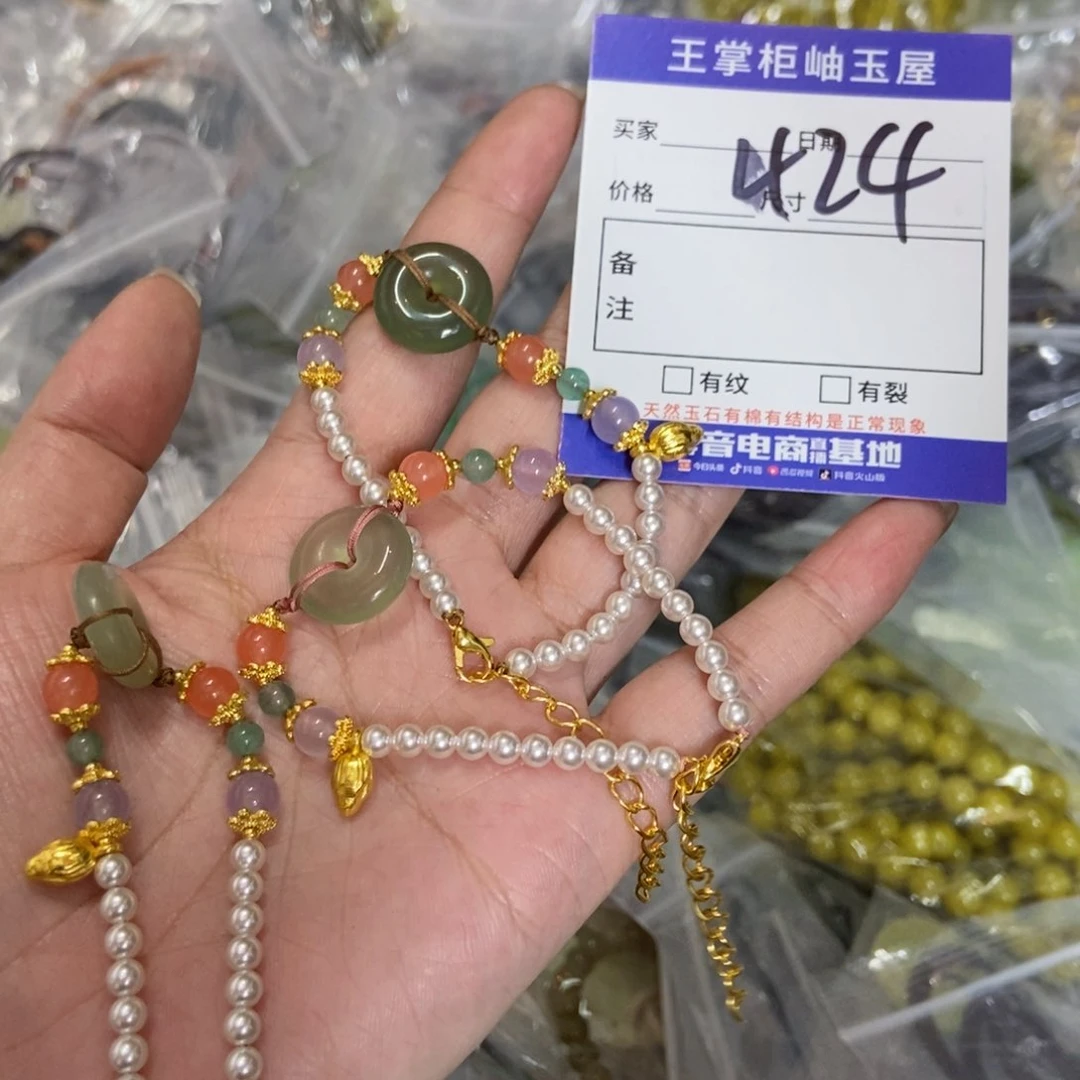 王掌柜岫玉屋
买家 日期
424
价格 尺寸
备
注
有纹 有裂
天然玉石有棉有结构是正常现象
音电商直播基地
今日头条 抖音 西瓜视频 抖音火山版